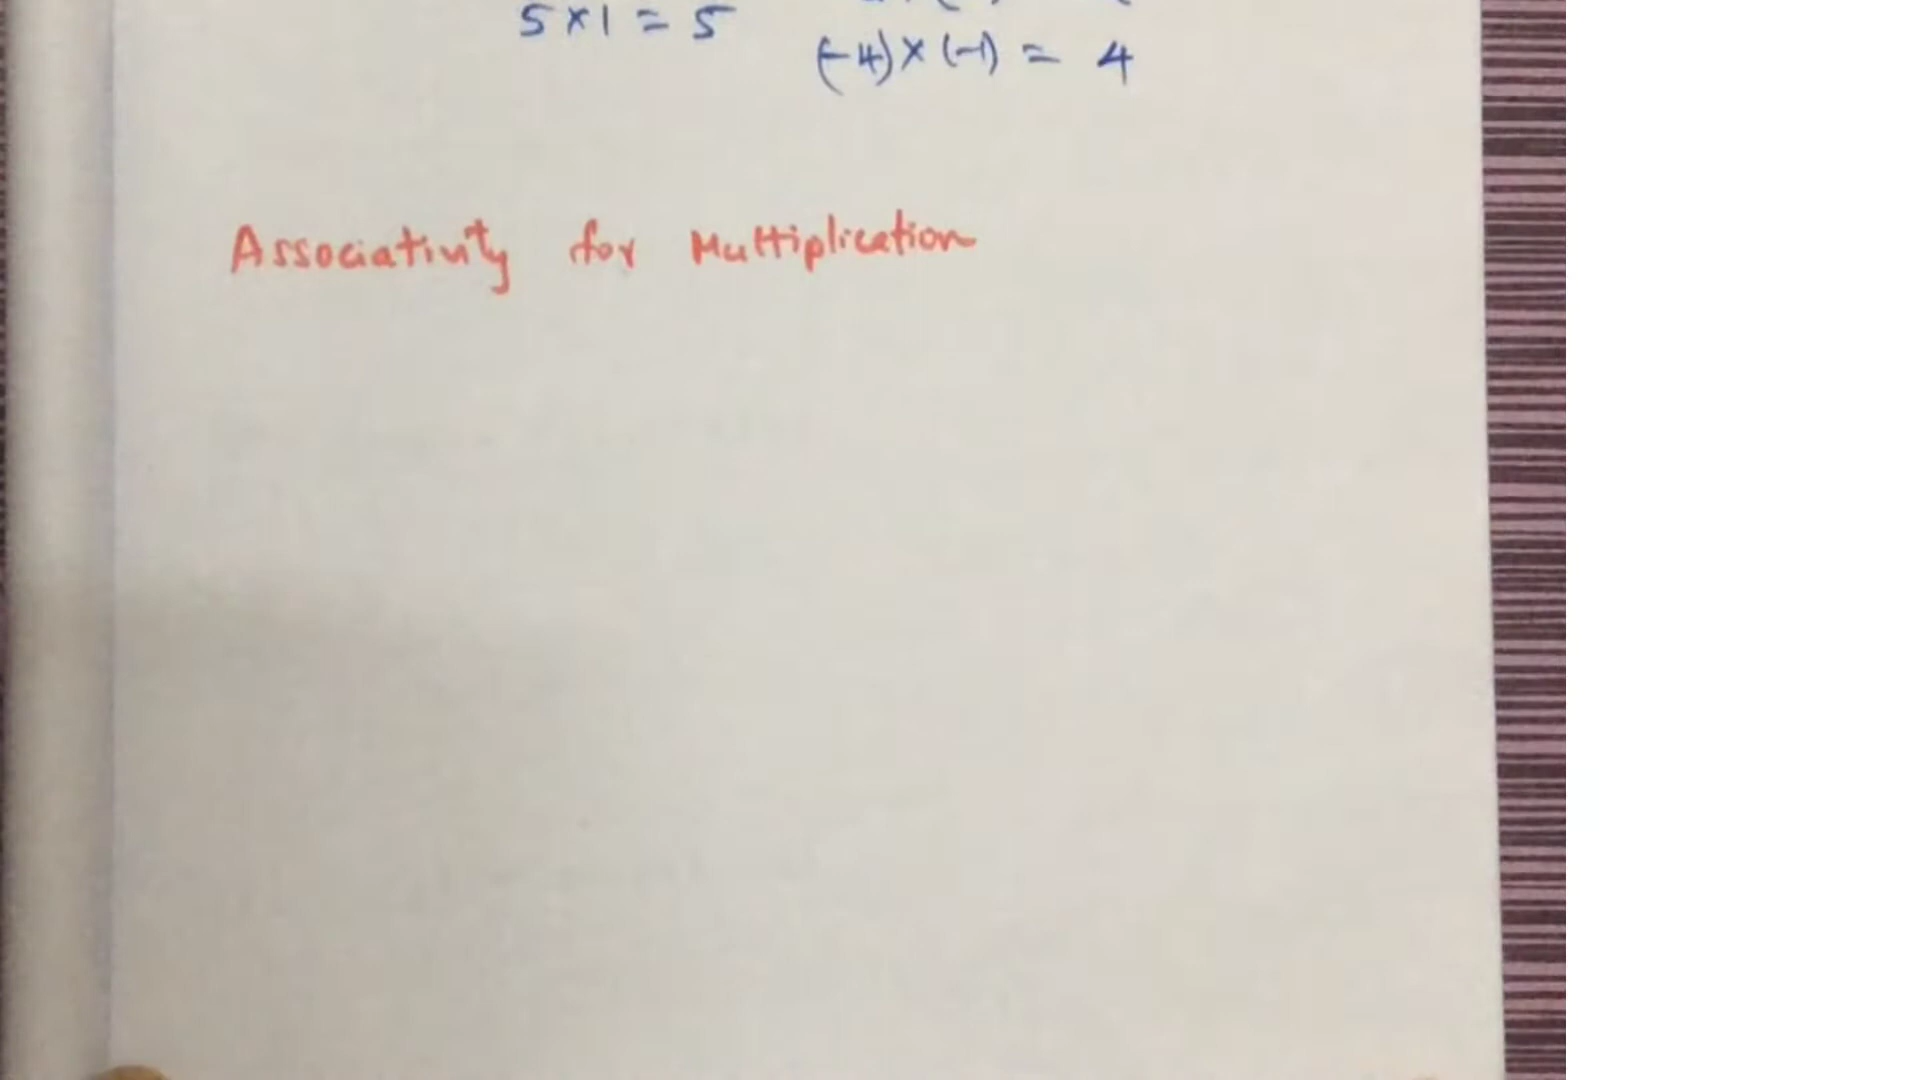 5 × 1 = 5
(-4) × (-1) = 4
Associativity for Multiplication